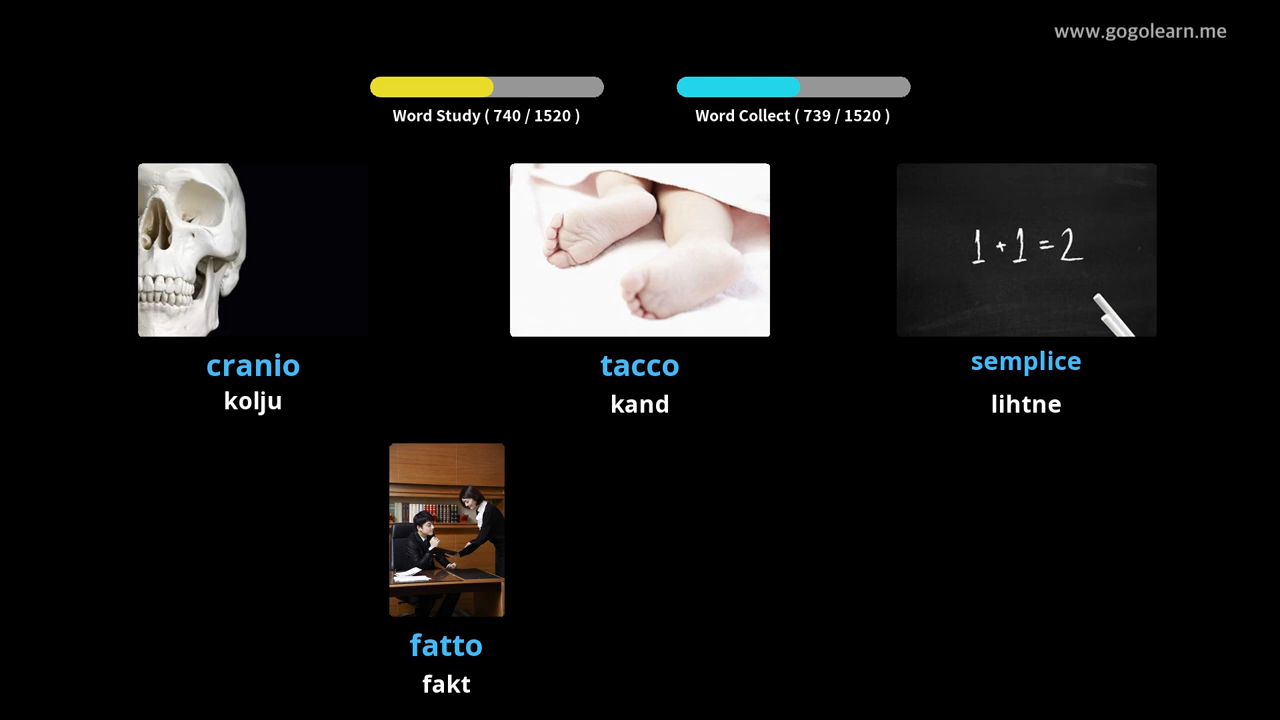 www.gogolearn.me
Word Study ( 740 / 1520 )
Word Collect ( 739 / 1520 )
1 + 1 = 2
cranio
kolju
tacco
kand
semplice
lihtne
fatto
fakt